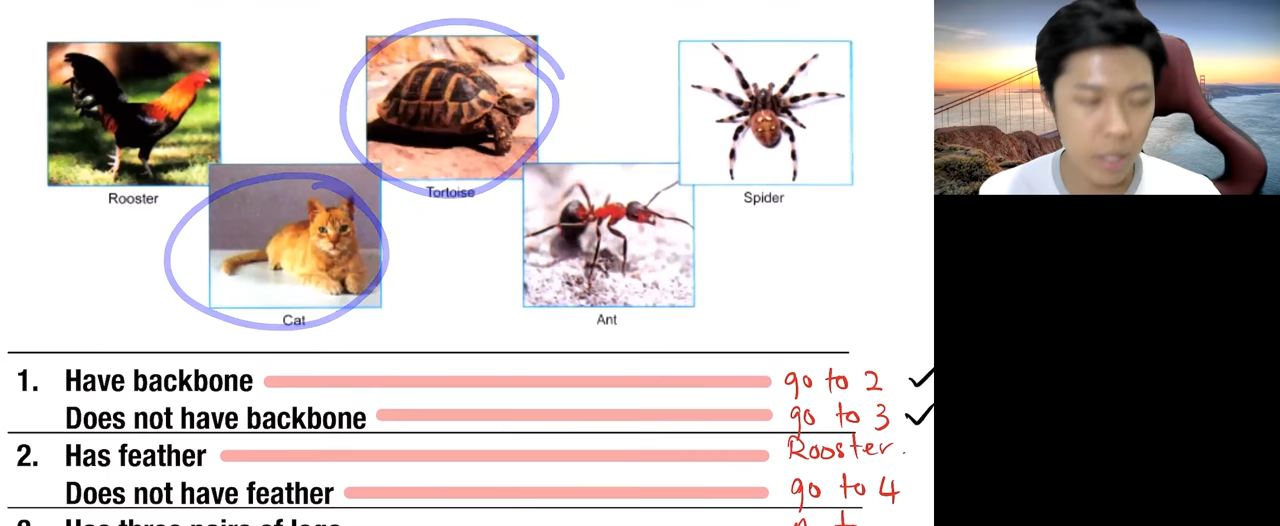 Rooster
Tortoise
Spider
Cat
Ant
1. Have backbone go to 2
Does not have backbone go to 3
2. Has feather Rooster.
Does not have feather go to 4